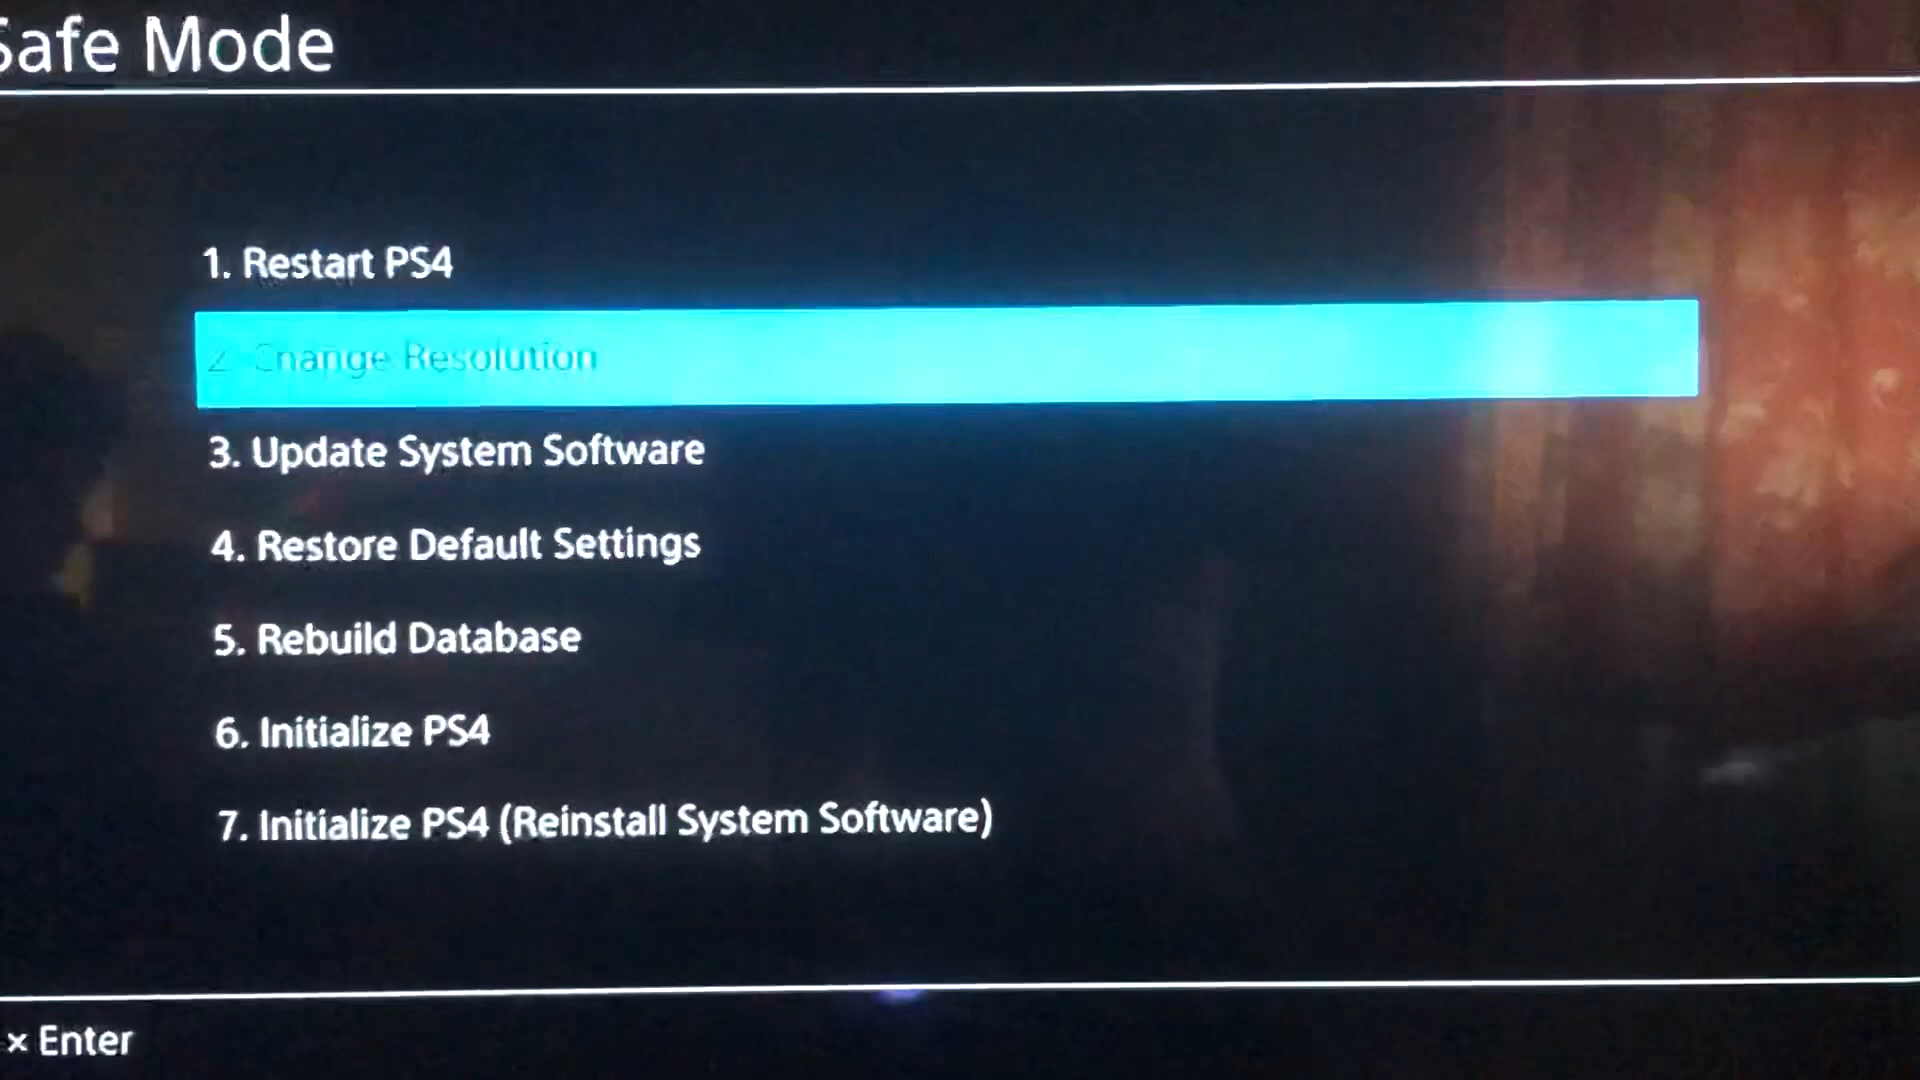 Safe Mode
1. Restart PS4
2. Change Resolution
3. Update System Software
4. Restore Default Settings
5. Rebuild Database
6. Initialize PS4
7. Initialize PS4 (Reinstall System Software)
× Enter